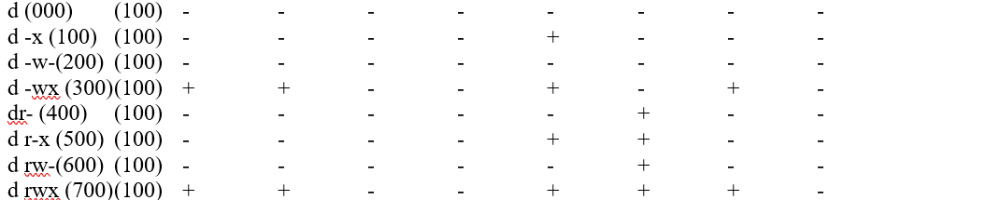 d (000) (100) - - - - - - - -
d -x (100) (100) - - - - + - - -
d -w-(200) (100) - - - - - - - -
d -wx (300)(100) + + - - + - + -
dr- (400) (100) - - - - - + - -
d r-x (500) (100) - - - - + + - -
d rw-(600) (100) - - - - - + - -
d rwx (700)(100) + + - - + + + -